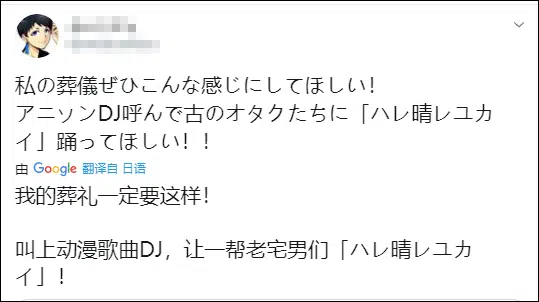 私の葬儀ぜひこんな感じにしてほしい！
アニソンDJ呼んで古のオタクたちに「ハレ晴レユカ
イ」踊ってほしい！！
由 Google 翻译自 日语
我的葬礼一定要这样！
叫上动漫歌曲DJ，让一帮老宅男们「ハレ晴レユカ
イ」！